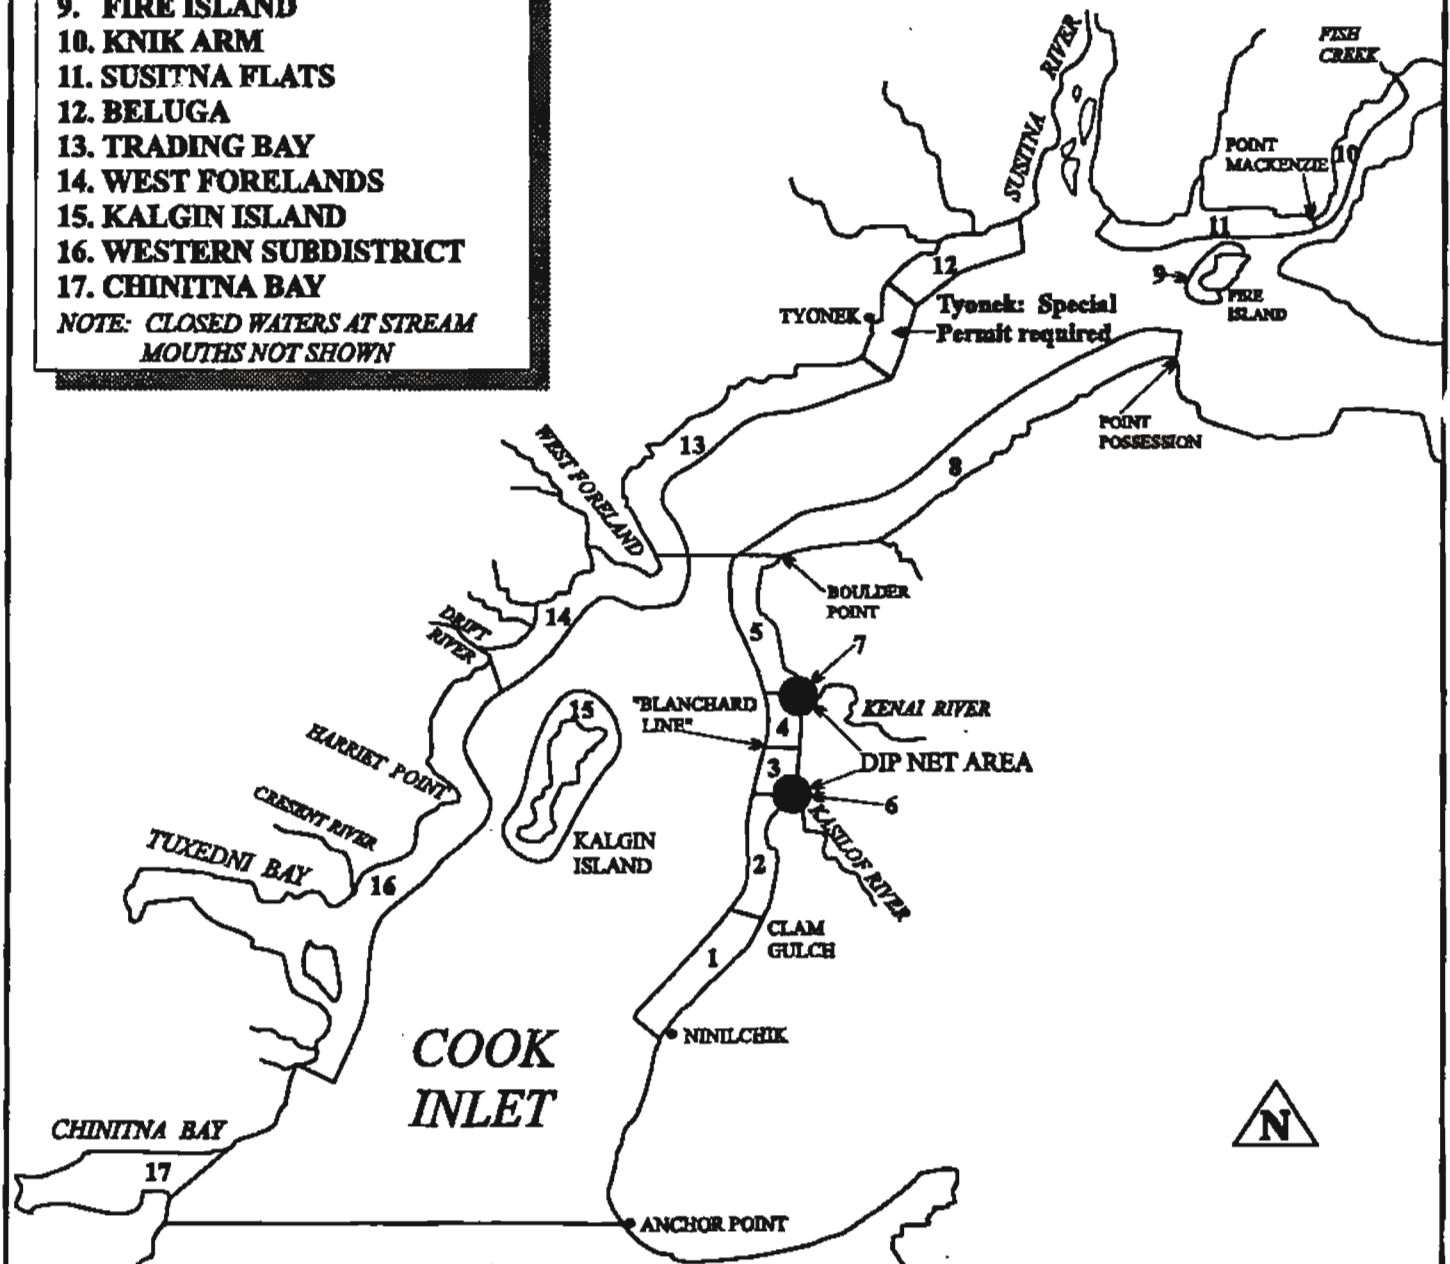 9. FIRE ISLAND
10. KNIK ARM
11. SUSITNA FLATS
12. BELUGA
13. TRADING BAY
14. WEST FORELANDS
15. KALGIN ISLAND
16. WESTERN SUBDISTRICT
17. CHINITNA BAY
NOTE: CLOSED WATERS AT STREAM
MOUTHS NOT SHOWN
SUSITNA RIVER
FISH
CREEK
POINT
MACKENZIE
10
11
9
FIRE
ISLAND
12
TYONEK
Tyonek: Special
Permit required
POINT
POSSESSION
13
8
WEST FORELAND
BOULDER
POINT
14
DRIFT
RIVER
5
7
KENAI RIVER
"BLANCHARD
LINE"
4
DIP NET AREA
3
6
15
KALGIN
ISLAND
HARRIET POINT
CRESENT RIVER
TUXEDNI BAY
16
KASILOF RIVER
2
CLAM
GULCH
1
NINILCHIK
COOK
INLET
N
CHINITNA BAY
17
ANCHOR POINT